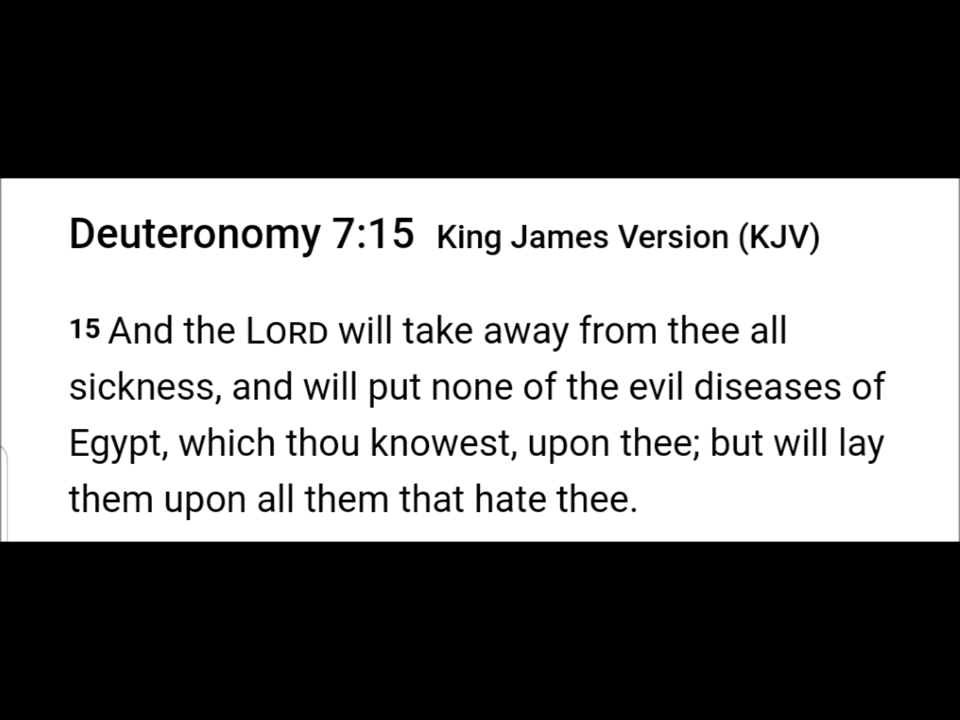 Deuteronomy 7:15 King James Version (KJV)
15 And the LORD will take away from thee all
sickness, and will put none of the evil diseases of
Egypt, which thou knowest, upon thee; but will lay
them upon all them that hate thee.